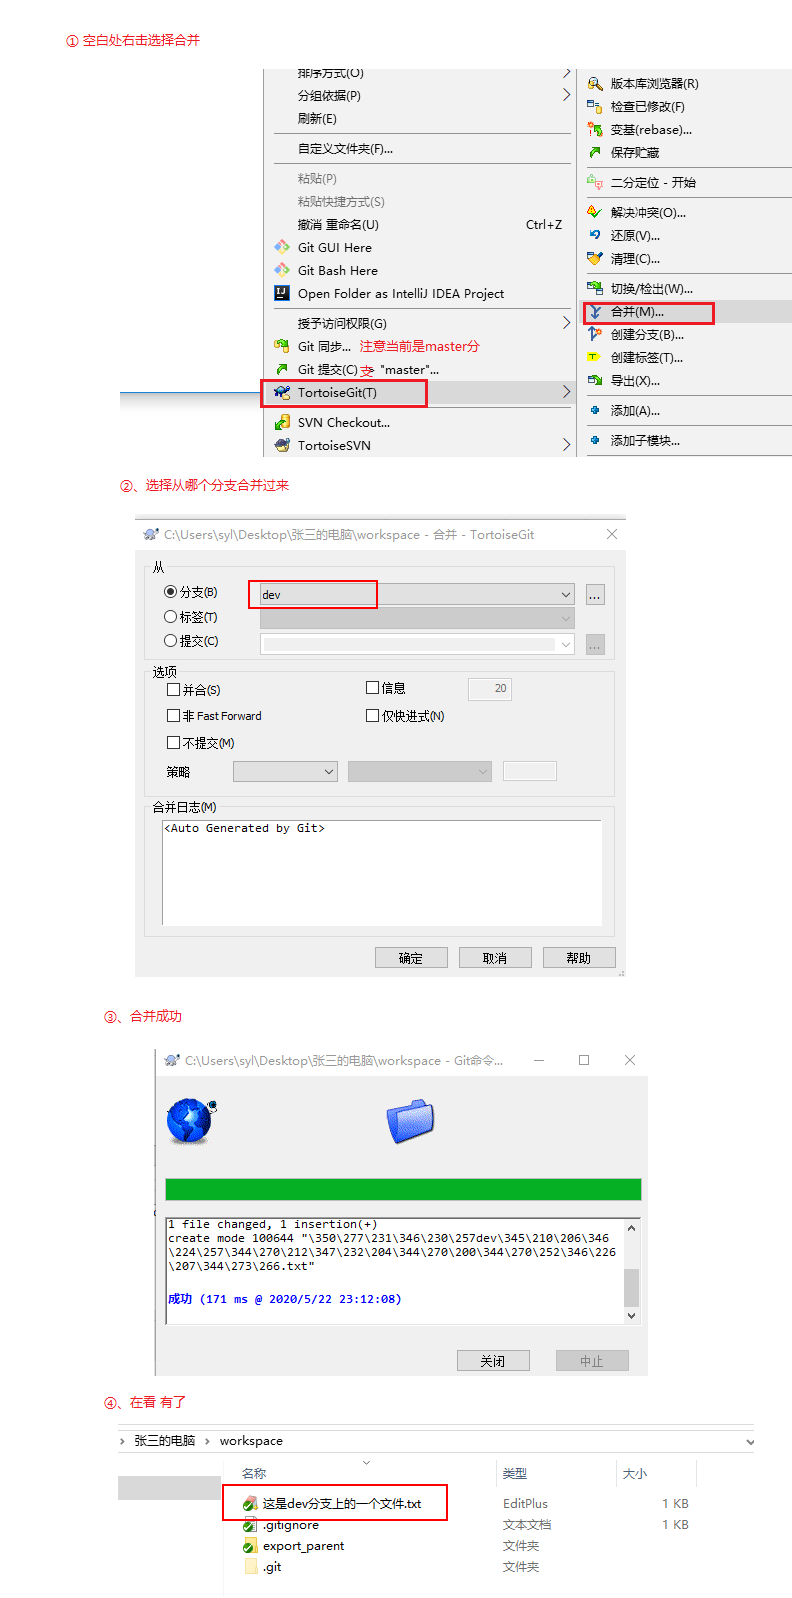 ① 空白处右击选择合并
排序方式(O)
分组依据(P)
刷新(E)
自定义文件夹(F)...
粘贴(P)
粘贴快捷方式(S)
撤消 重命名(U) Ctrl+Z
Git GUI Here
Git Bash Here
Open Folder as IntelliJ IDEA Project
授予访问权限(G)
Git 同步... 注意当前是master分
Git 提交(C) 支 "master"...
TortoiseGit(T)
SVN Checkout...
TortoiseSVN
版本库浏览器(R)
检查已修改(F)
变基(rebase)...
保存贮藏
二分定位 - 开始
解决冲突(O)...
还原(V)...
清理(C)...
切换/检出(W)...
合并(M)...
创建分支(B)...
创建标签(T)...
导出(X)...
添加(A)...
添加子模块...
②、选择从哪个分支合并过来
C:\Users\syl\Desktop\张三的电脑\workspace - 合并 - TortoiseGit
从
分支(B) dev ...
标签(T)
提交(C) ...
选项
并合(S) 信息 20
非 Fast Forward 仅快进式(N)
不提交(M)
策略
合并日志(M)
<Auto Generated by Git>
确定 取消 帮助
③、合并成功
C:\Users\syl\Desktop\张三的电脑\workspace - Git命令...
1 file changed, 1 insertion(+)
create mode 100644 "\350\277\231\346\230\257dev\345\210\206\346
\224\257\344\270\212\347\232\204\344\270\200\344\270\252\346\226
\207\344\273\266.txt"
成功 (171 ms @ 2020/5/22 23:12:08)
关闭 中止
④、在看 有了
张三的电脑 workspace
名称 类型 大小
这是dev分支上的一个文件.txt EditPlus 1 KB
.gitignore 文本文档 1 KB
export_parent 文件夹
.git 文件夹